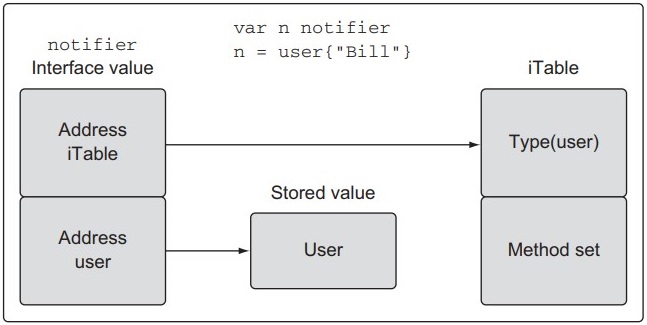 var n notifier
n = user{"Bill"}
notifier
Interface value
iTable
Address
iTable
Type(user)
Stored value
Address
user
User
Method set